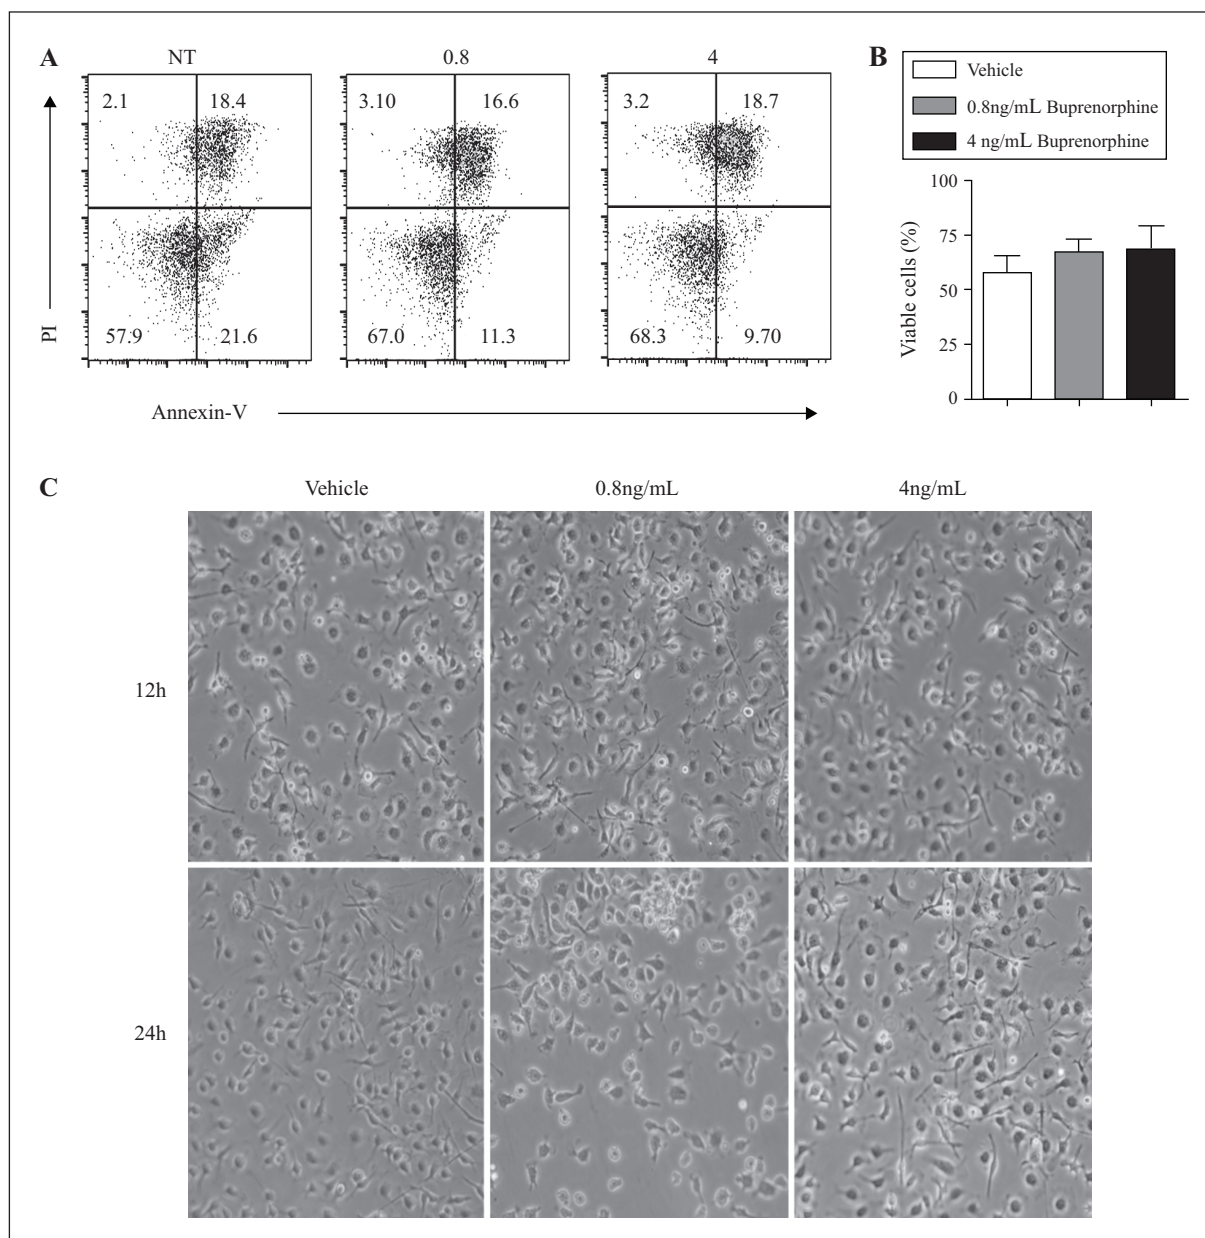 A
NT
0.8
4
2.1
18.4
3.10
16.6
3.2
18.7
57.9
21.6
67.0
11.3
68.3
9.70
PI
Annexin-V
B
Vehicle
0.8ng/mL Buprenorphine
4 ng/mL Buprenorphine
100
75
50
25
0
Viable cells (%)
C
Vehicle
0.8ng/mL
4ng/mL
12h
24h